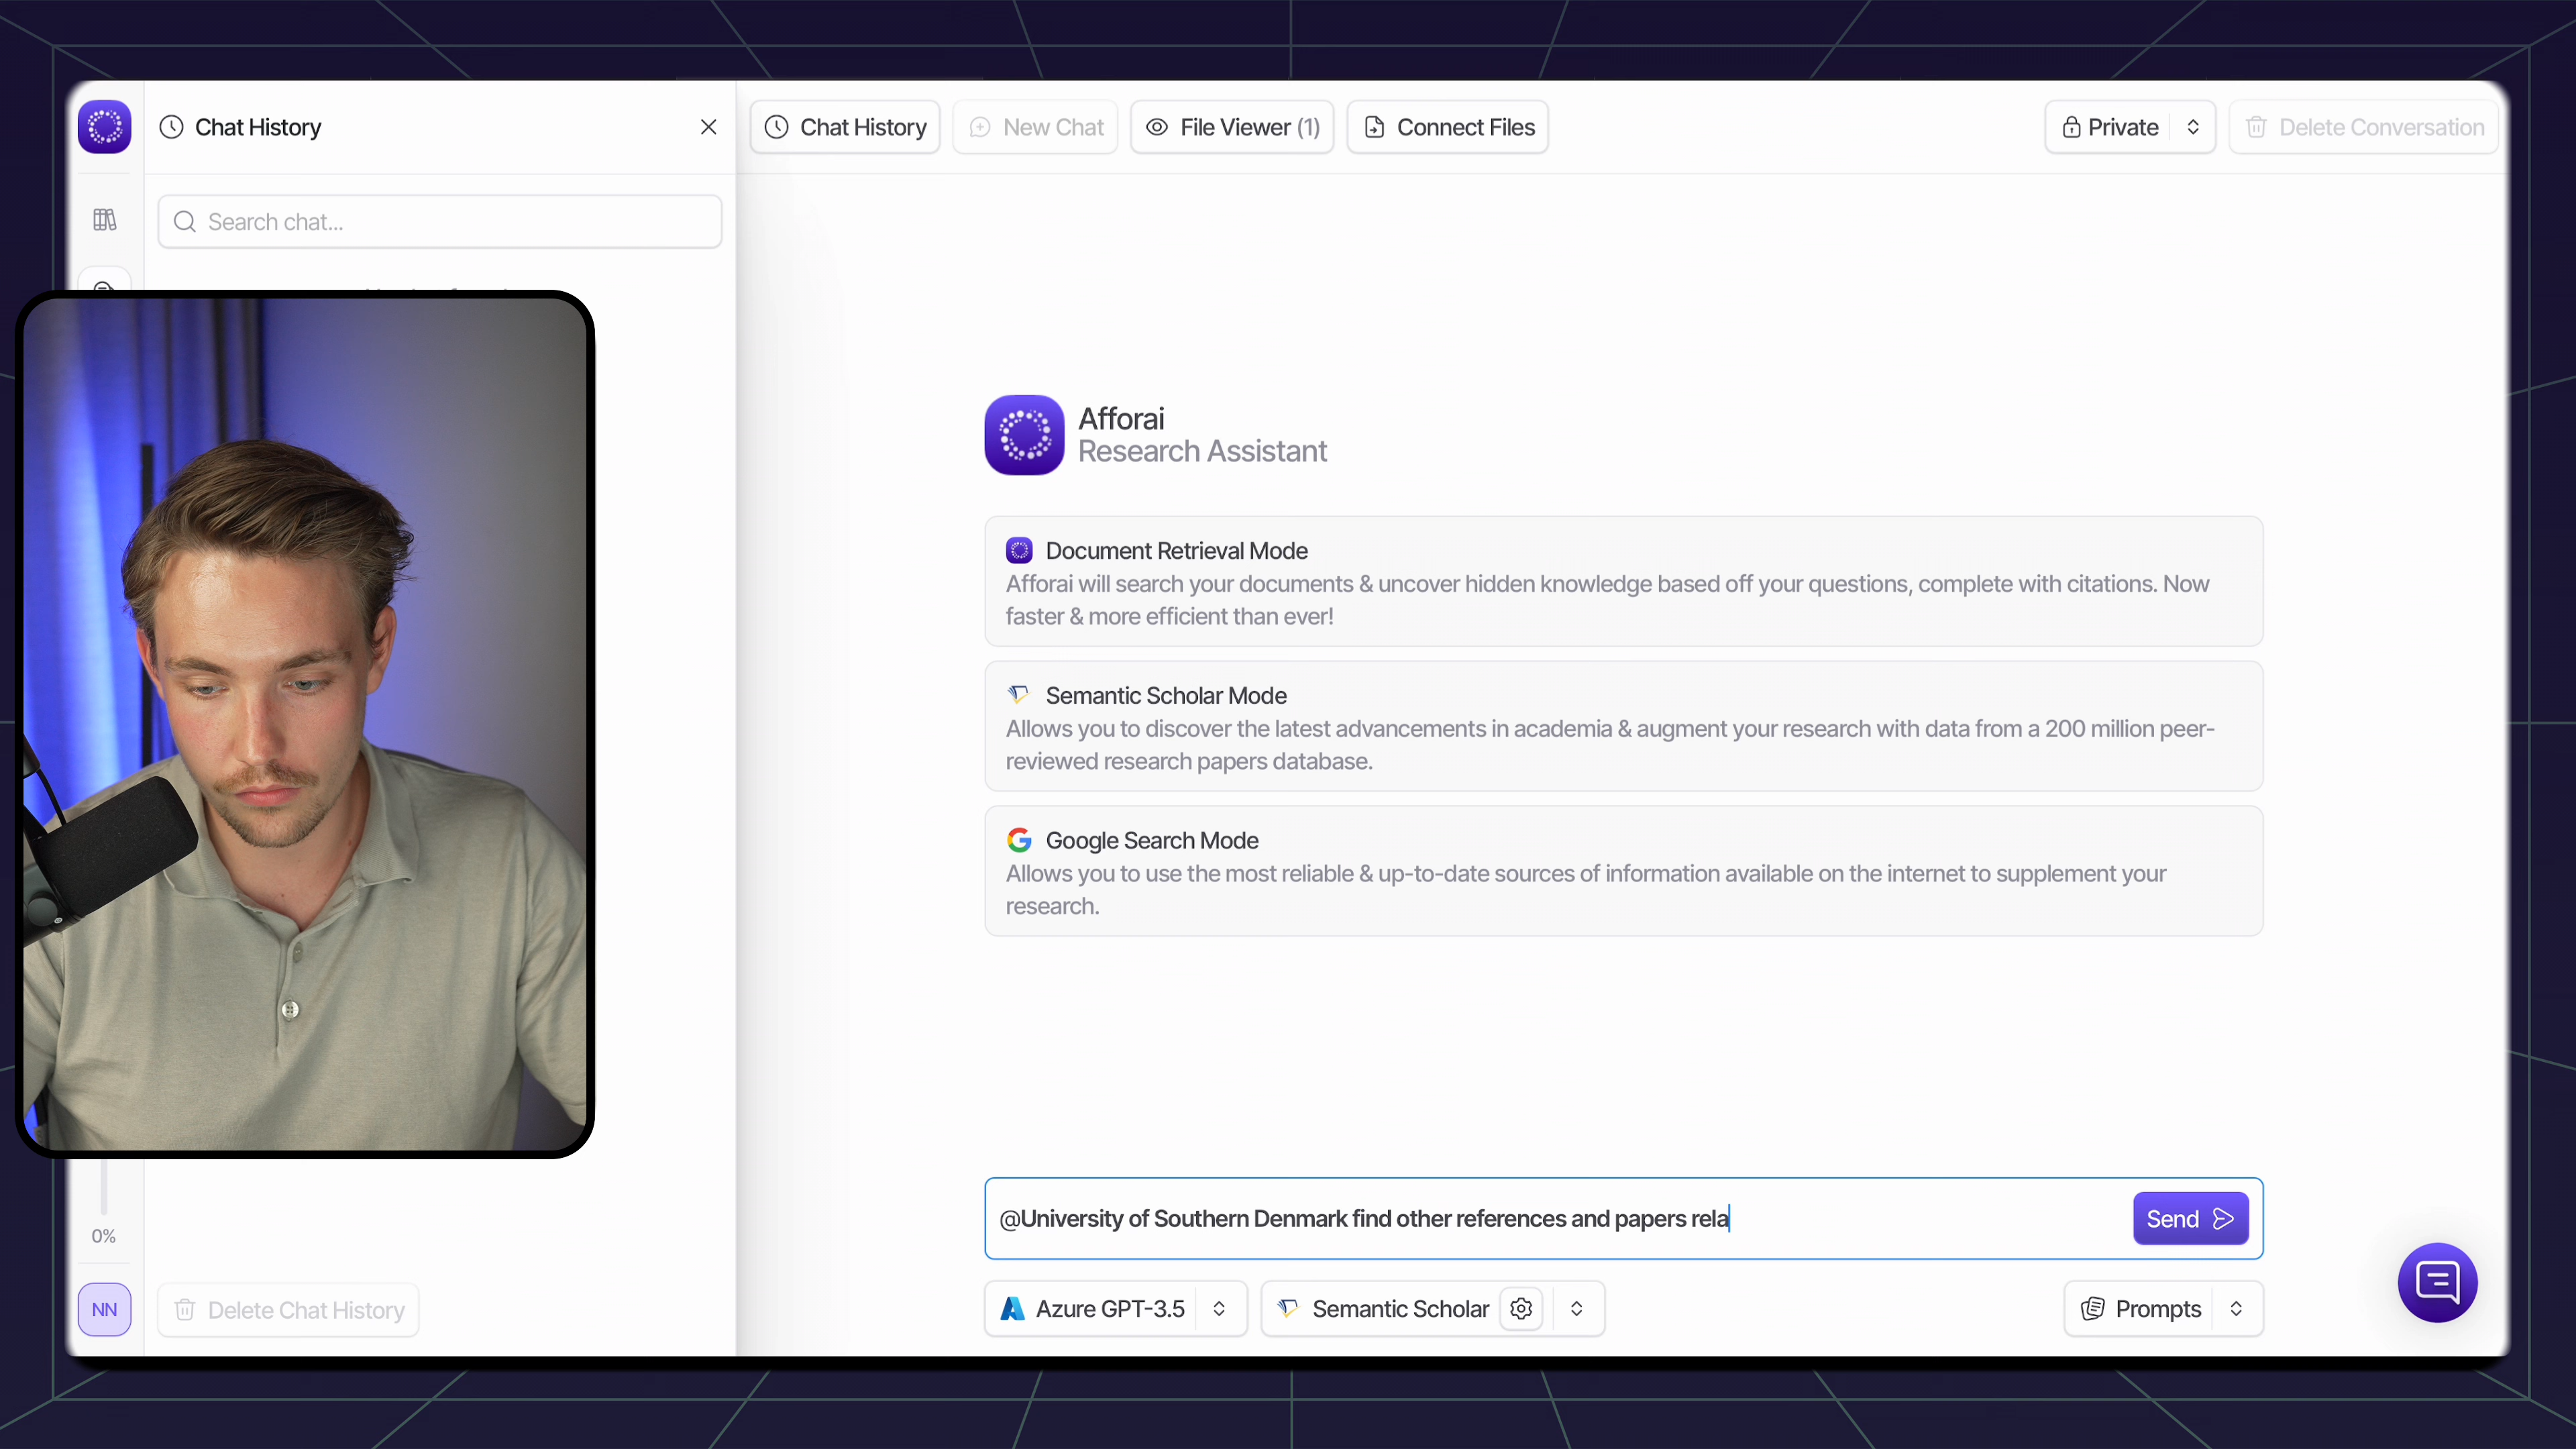 Chat History
Search chat...
0%
NN
Delete Chat History
Chat History
New Chat
File Viewer (1)
Connect Files
Private
Delete Conversation
Afforai
Research Assistant
Document Retrieval Mode
Afforai will search your documents & uncover hidden knowledge based off your questions, complete with citations. Now
faster & more efficient than ever!
Semantic Scholar Mode
Allows you to discover the latest advancements in academia & augment your research with data from a 200 million peer-
reviewed research papers database.
Google Search Mode
Allows you to use the most reliable & up-to-date sources of information available on the internet to supplement your
research.
@University of Southern Denmark find other references and papers rela
Send
Azure GPT-3.5
Semantic Scholar
Prompts